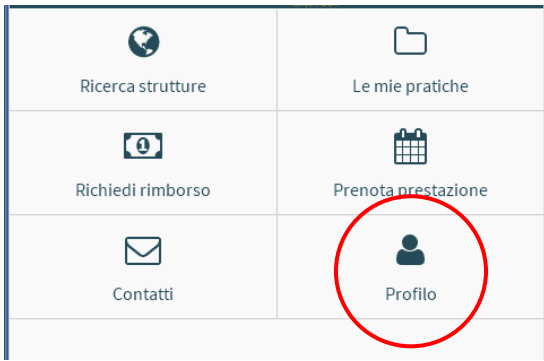 Ricerca strutture
Le mie pratiche
Richiedi rimborso
Prenota prestazione
Contatti
Profilo